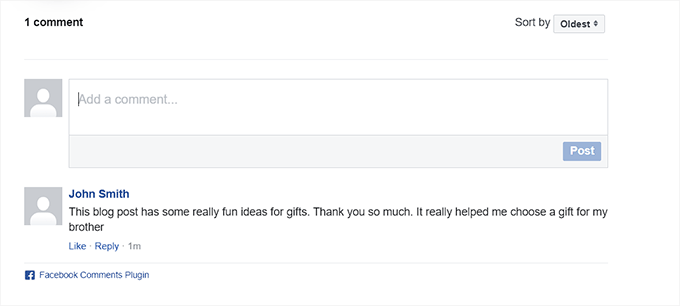 1 comment
Sort by Oldest
Add a comment...
Post
John Smith
This blog post has some really fun ideas for gifts. Thank you so much. It really helped me choose a gift for my
brother
Like · Reply · 1m
Facebook Comments Plugin